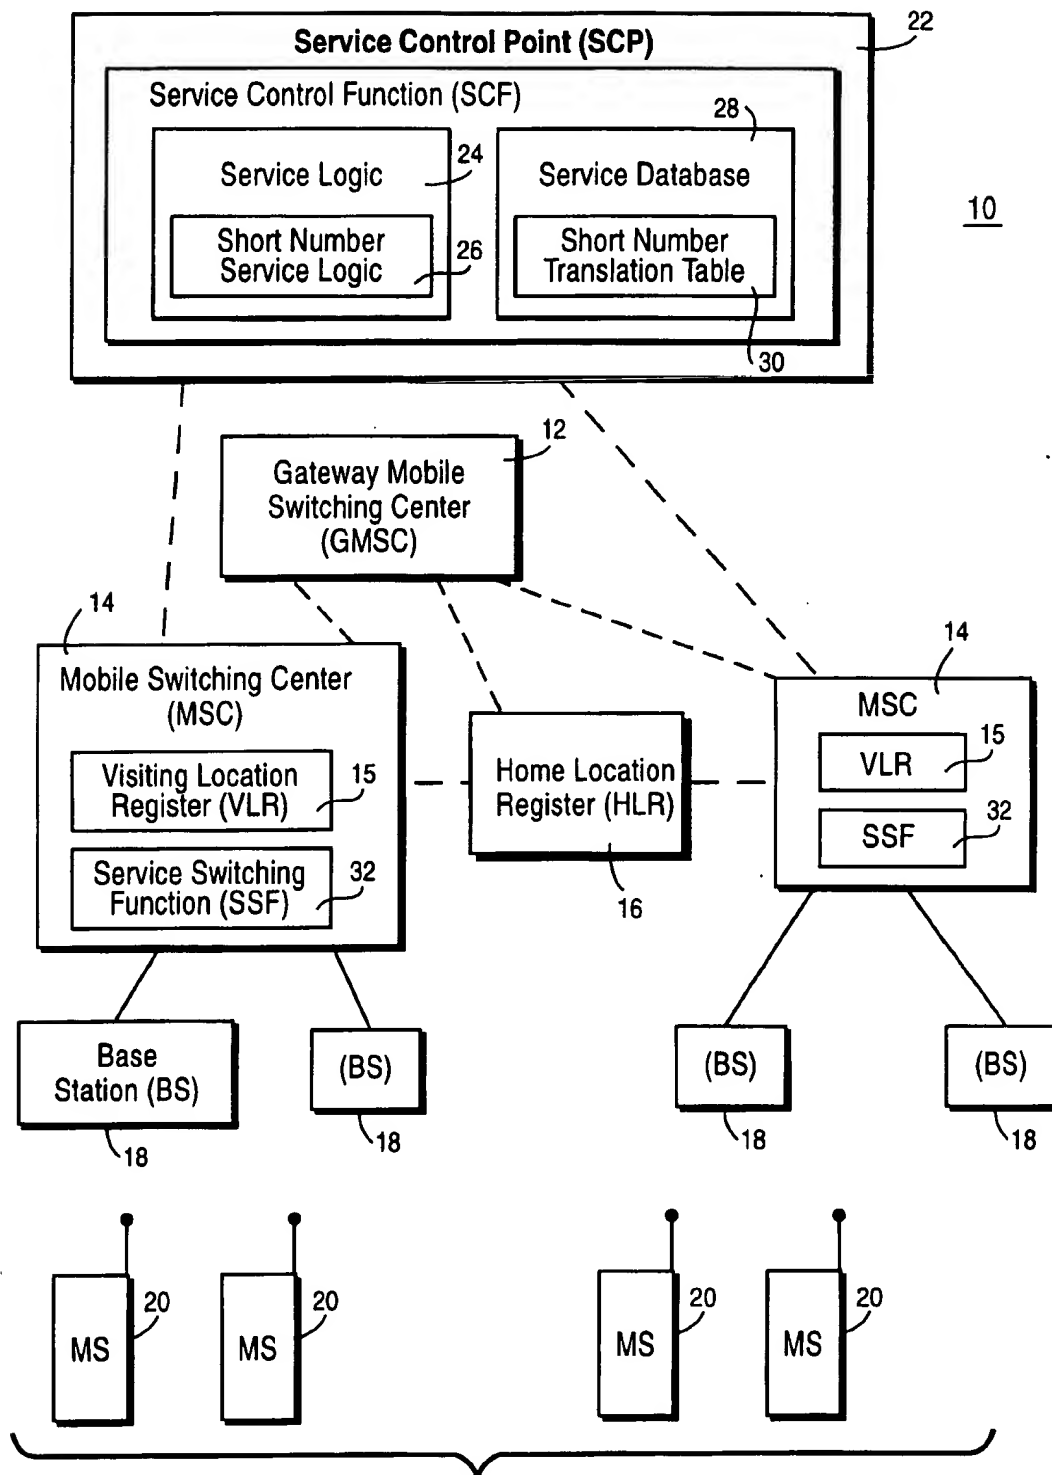 Service Control Point (SCP)
22
Service Control Function (SCF)
28
Service Logic
24
Service Database
10
Short Number
Service Logic
26
Short Number
Translation Table
30
12
Gateway Mobile
Switching Center
(GMSC)
14
Mobile Switching Center
(MSC)
14
MSC
Visiting Location
Register (VLR)
15
Home Location
Register (HLR)
VLR
15
Service Switching
Function (SSF)
32
16
SSF
32
Base
Station (BS)
18
(BS)
18
(BS)
18
(BS)
18
MS
20
MS
20
MS
20
MS
20